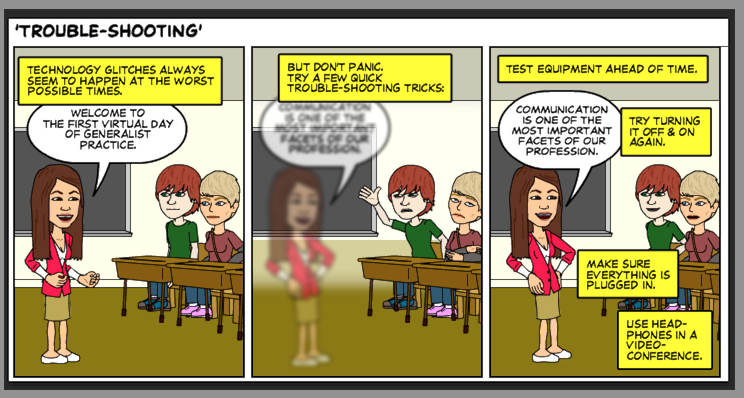 'TROUBLE-SHOOTING'
TECHNOLOGY GLITCHES ALWAYS
SEEM TO HAPPEN AT THE WORST
POSSIBLE TIMES.
WELCOME TO
THE FIRST VIRTUAL DAY
OF GENERALIST
PRACTICE.
BUT DON'T PANIC.
TRY A FEW QUICK
TROUBLE-SHOOTING TRICKS:
COMMUNICATION
IS ONE OF THE
MOST IMPORTANT
FACETS OF OUR
PROFESSION.
TEST EQUIPMENT AHEAD OF TIME.
COMMUNICATION
IS ONE OF THE
MOST IMPORTANT
FACETS OF OUR
PROFESSION.
TRY TURNING
IT OFF & ON
AGAIN.
MAKE SURE
EVERYTHING IS
PLUGGED IN.
USE HEAD-
PHONES IN A
VIDEO-
CONFERENCE.